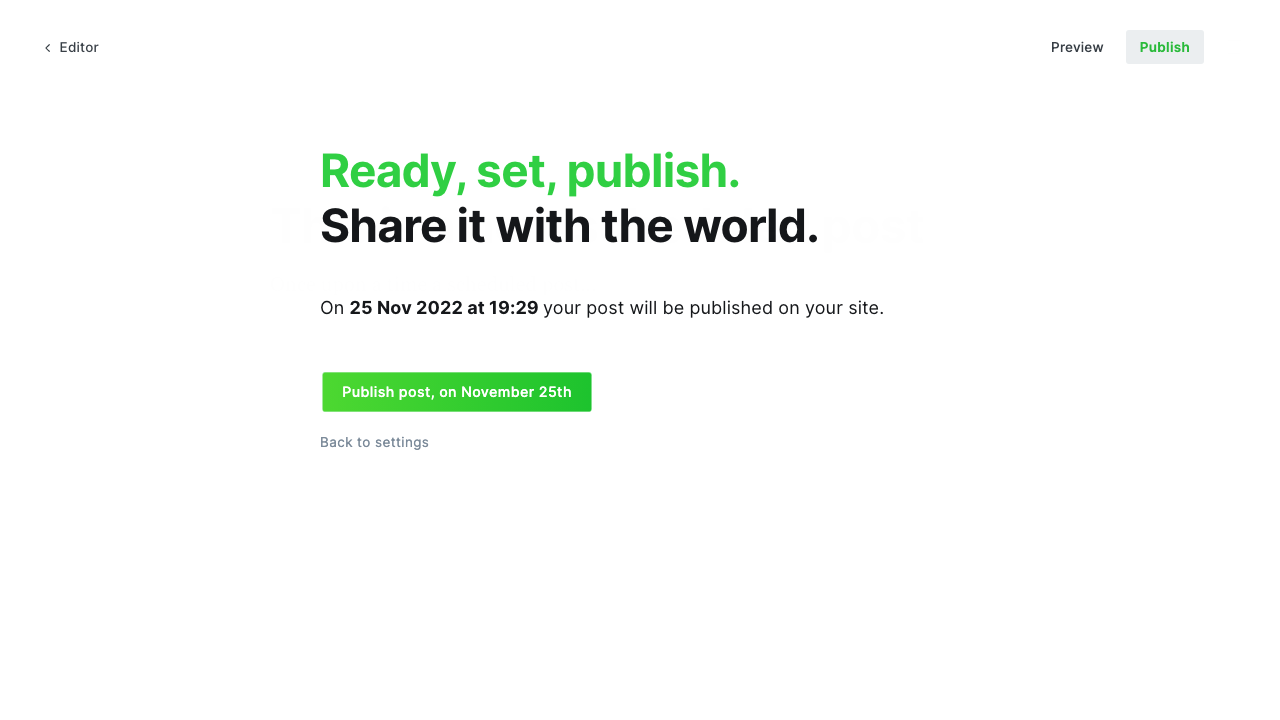 Editor
Preview
Publish
Ready, set, publish.
Share it with the world.
On 25 Nov 2022 at 19:29 your post will be published on your site.
Publish post, on November 25th
Back to settings